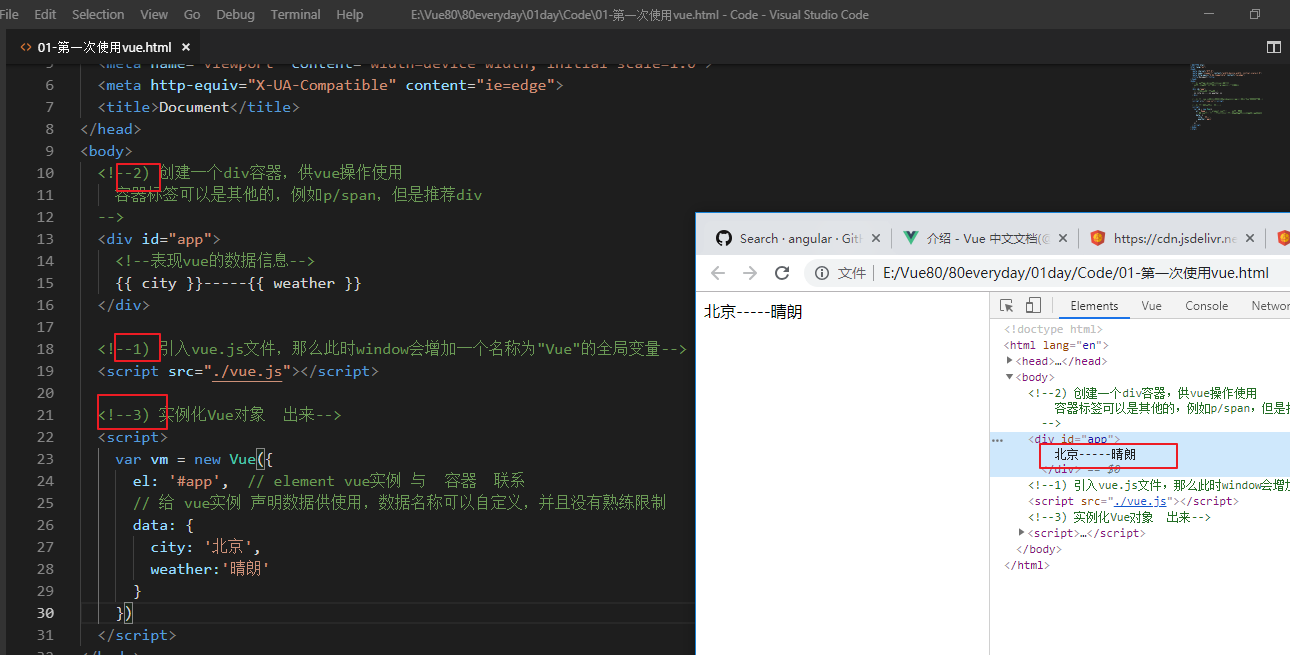 File Edit Selection View Go Debug Terminal Help E:\Vue80\80everyday\01day\Code\01-第一次使用vue.html - Code - Visual Studio Code
<> 01-第一次使用vue.html ×
5 <meta name="viewport" content="width=device-width, initial-scale=1.0">
6 <meta http-equiv="X-UA-Compatible" content="ie=edge">
7 <title>Document</title>
8 </head>
9 <body>
10 <!--2) 创建一个div容器，供vue操作使用
11 容器标签可以是其他的，例如p/span，但是推荐div
12 -->
13 <div id="app">
14 <!--表现vue的数据信息-->
15 {{ city }}-----{{ weather }}
16 </div>
17
18 <!--1) 引入vue.js文件，那么此时window会增加一个名称为"Vue"的全局变量-->
19 <script src="./vue.js"></script>
20
21 <!--3) 实例化Vue对象 出来-->
22 <script>
23 var vm = new Vue({
24 el: '#app', // element vue实例 与 容器 联系
25 // 给 vue实例 声明数据供使用，数据名称可以自定义，并且没有熟练限制
26 data: {
27 city: '北京',
28 weather:'晴朗'
29 }
30 })
31 </script>
Search · angular · Git × 介绍 - Vue 中文文档(@ × https://cdn.jsdelivr.ne ×
文件 E:/Vue80/80everyday/01day/Code/01-第一次使用vue.html
北京-----晴朗
Elements Vue Console Networ
<!doctype html>
<html lang="en">
<head>…</head>
<body>
<!--2) 创建一个div容器，供vue操作使用
容器标签可以是其他的，例如p/span，但是推
-->
<div id="app">
北京-----晴朗
</div> == $0
<!--1) 引入vue.js文件，那么此时window会增加
<script src="./vue.js"></script>
<!--3) 实例化Vue对象 出来-->
<script>…</script>
</body>
</html>